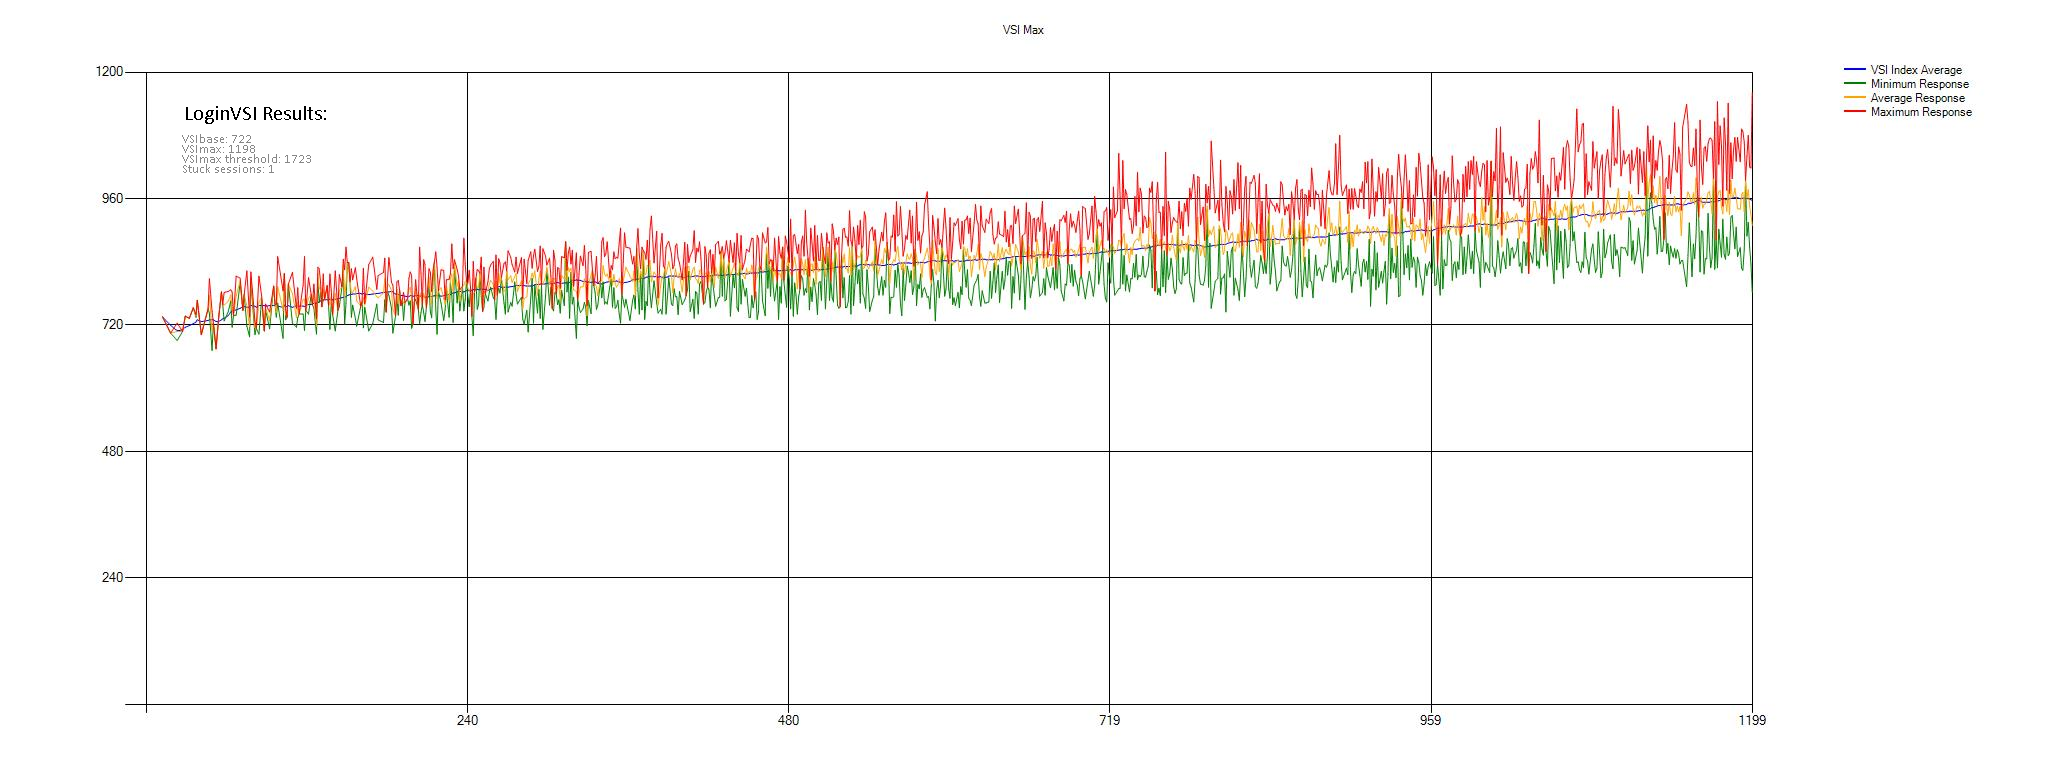 VSI Max
1200
960
720
480
240
LoginVSI Results:
VSIbase: 722
VSImax: 1198
VSImax threshold: 1723
Stuck sessions: 1
VSI Index Average
Minimum Response
Average Response
Maximum Response
240
480
719
959
1199